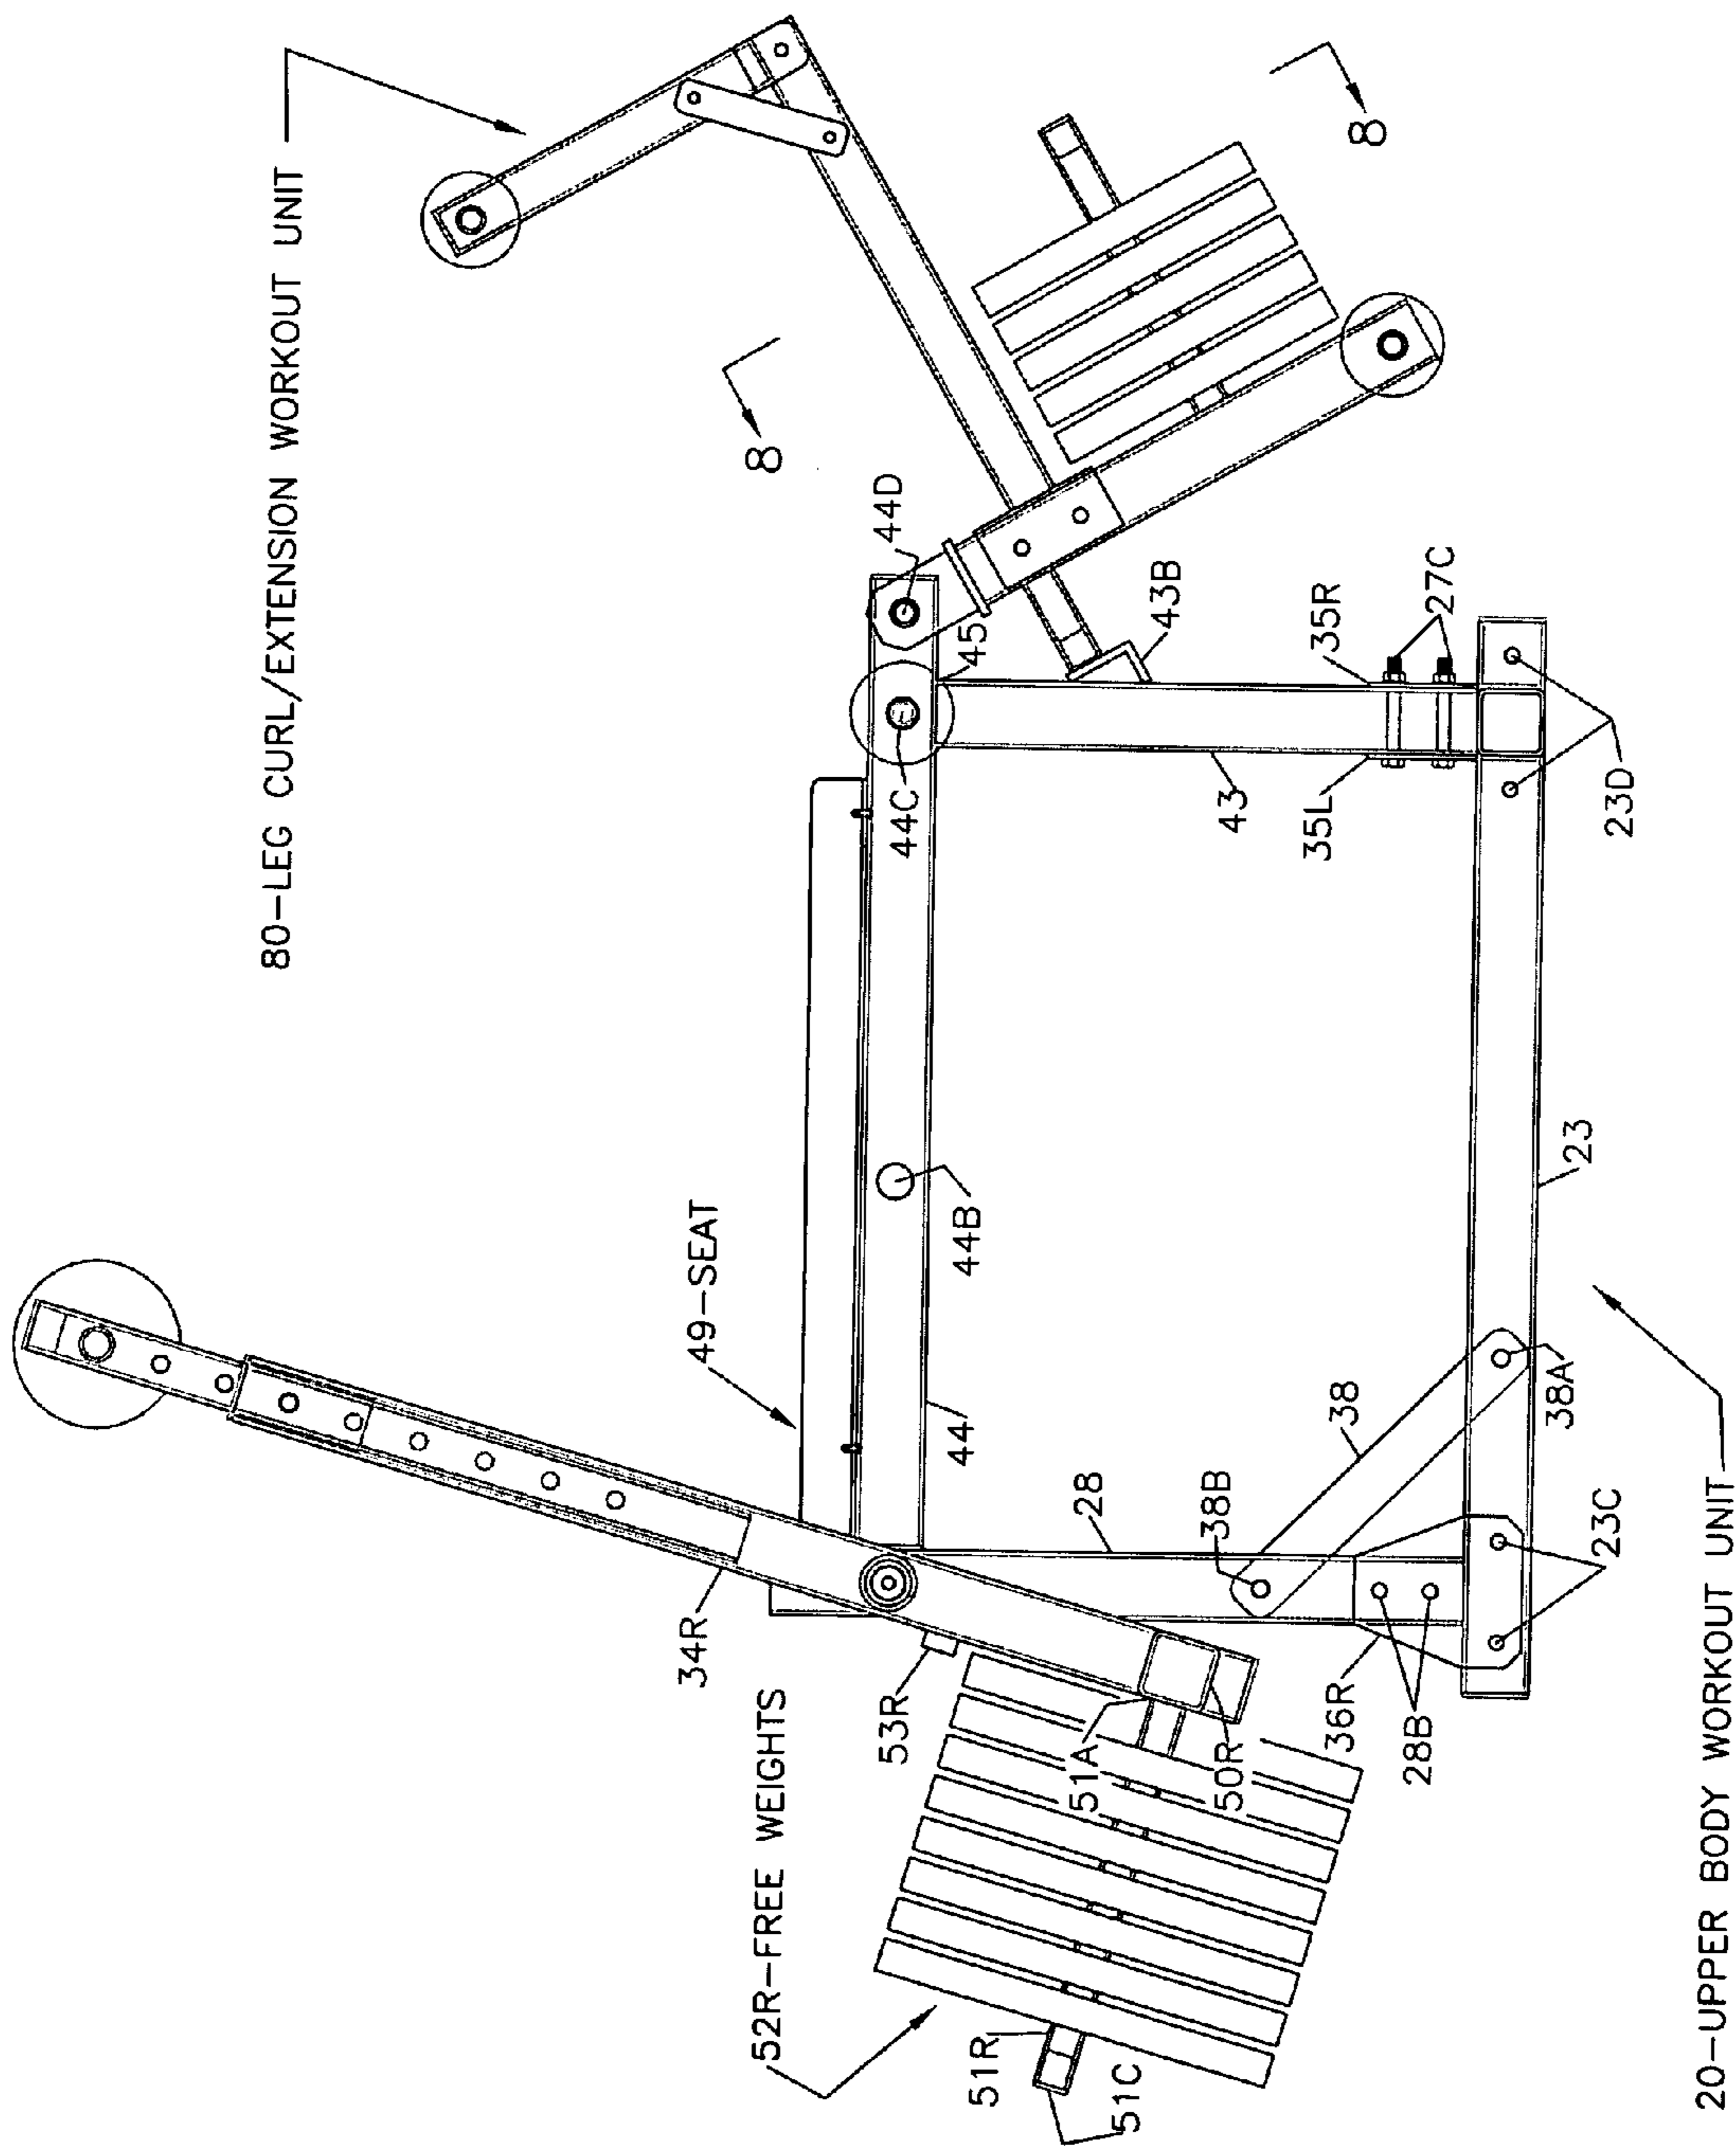 80-LEG CURL/EXTENSION WORKOUT UNIT
8
8
44D
45
43B
44C
35R
27C
43
35L
23D
49-SEAT
44B
44
23
38
38A
28
38B
23C
34R
53R
36R
28B
52R-FREE WEIGHTS
51A
50R
51R
51C
20-UPPER BODY WORKOUT UNIT